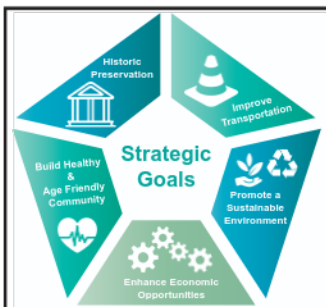 Historic
Preservation
Improve
Transportation
Build Healthy
&
Age Friendly
Community
Strategic
Goals
Promote a
Sustainable
Environment
Enhance Economic
Opportunities